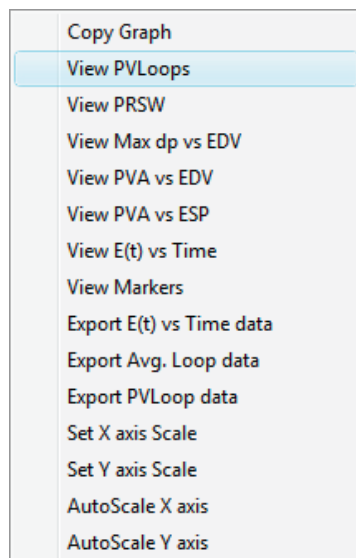 Copy Graph
View PVLoops
View PRSW
View Max dp vs EDV
View PVA vs EDV
View PVA vs ESP
View E(t) vs Time
View Markers
Export E(t) vs Time data
Export Avg. Loop data
Export PVLoop data
Set X axis Scale
Set Y axis Scale
AutoScale X axis
AutoScale Y axis